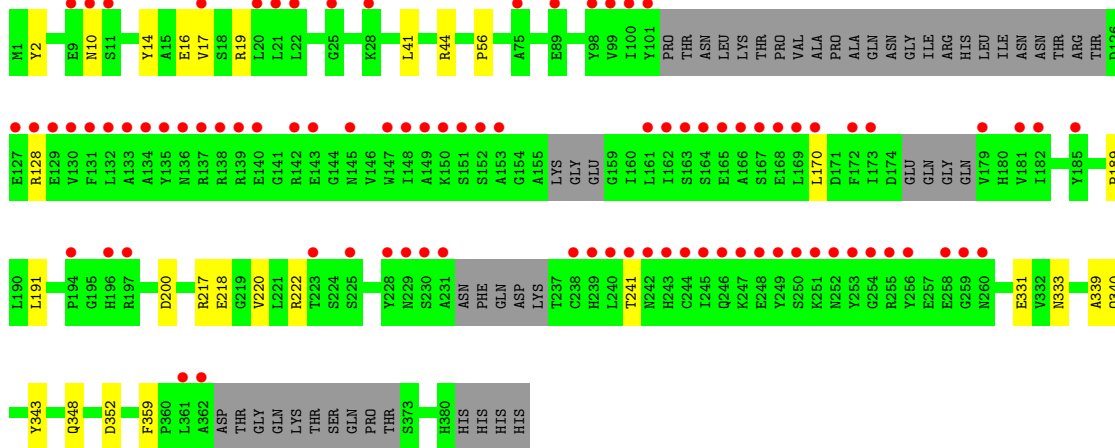 M1 Y2 E9 N10 S11 Y14 A15 E16 V17 S18 R19 L20 L21 L22 G25 K28 L41 R44 P56 A75 E89 Y98 V99 I100 Y101 PRO THR ASN LEU LYS THR PRO VAL ALA PRO ALA GLN ASN GLY ILE ARG HIS LEU ILE ASN ASN THR ARG THR
E127 R128 E129 V130 F131 L132 A133 A134 Y135 N136 R137 R138 R139 E140 G141 R142 E143 G144 N145 V146 W147 I148 A149 K150 S151 S152 A153 G154 A155 LYS GLY GLU G159 I160 L161 I162 S163 S164 E165 A166 S167 E168 L169 L170 D171 F172 I173 D174 GLU GLN GLY GLN V179 H180 V181 I182 Y185
L190 L191 P194 G195 H196 R197 D200 R217 E218 G219 V220 L221 R222 T223 S224 S225 Y228 N229 S230 A231 ASN PHE GLN ASP LYS T237 C238 H239 L240 T241 N242 H243 C244 I245 Q246 K247 E248 Y249 S250 K251 N252 Y253 G254 R255 Y256 E257 E258 G259 N260 E331 V332 N333 A339
Y343 Q348 D352 F359 P360 L361 A362 ASP THR GLY GLN LYS THR SER GLN PRO THR S373 H380 HIS HIS HIS HIS